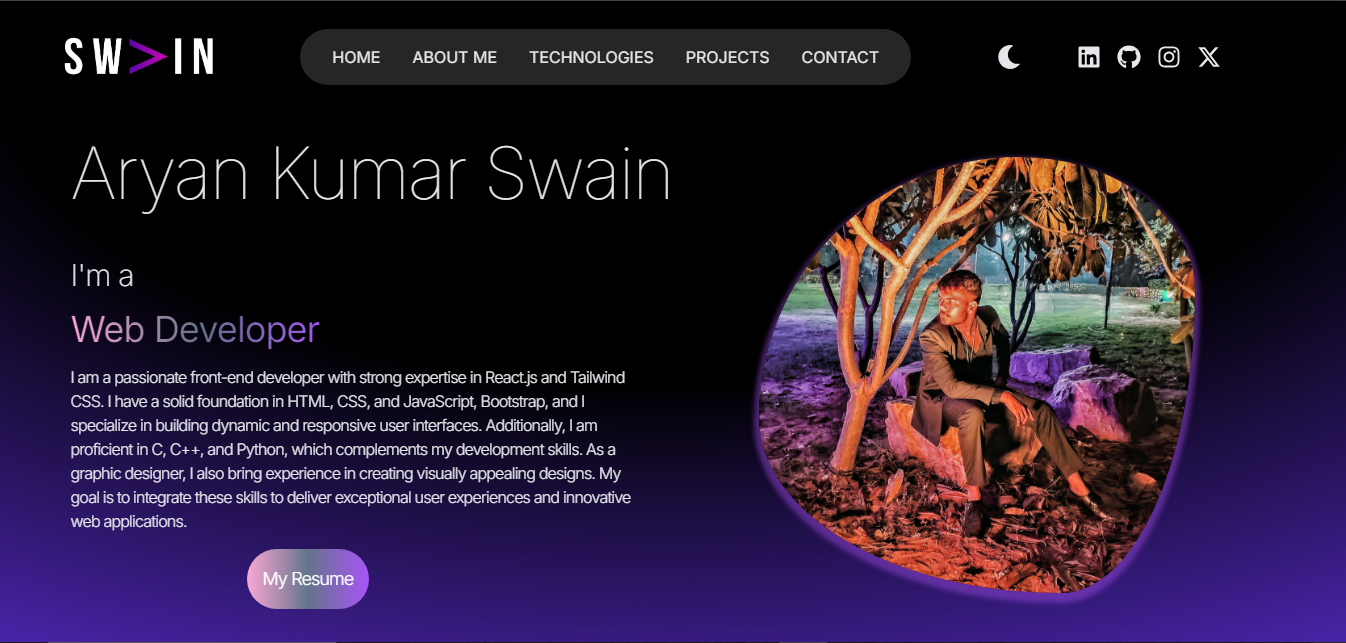 SW>IN
HOME ABOUT ME TECHNOLOGIES PROJECTS CONTACT
Aryan Kumar Swain
I'm a
Web Developer
I am a passionate front-end developer with strong expertise in React.js and Tailwind
CSS. I have a solid foundation in HTML, CSS, and JavaScript, Bootstrap, and I
specialize in building dynamic and responsive user interfaces. Additionally, I am
proficient in C, C++, and Python, which complements my development skills. As a
graphic designer, I also bring experience in creating visually appealing designs. My
goal is to integrate these skills to deliver exceptional user experiences and innovative
web applications.
My Resume